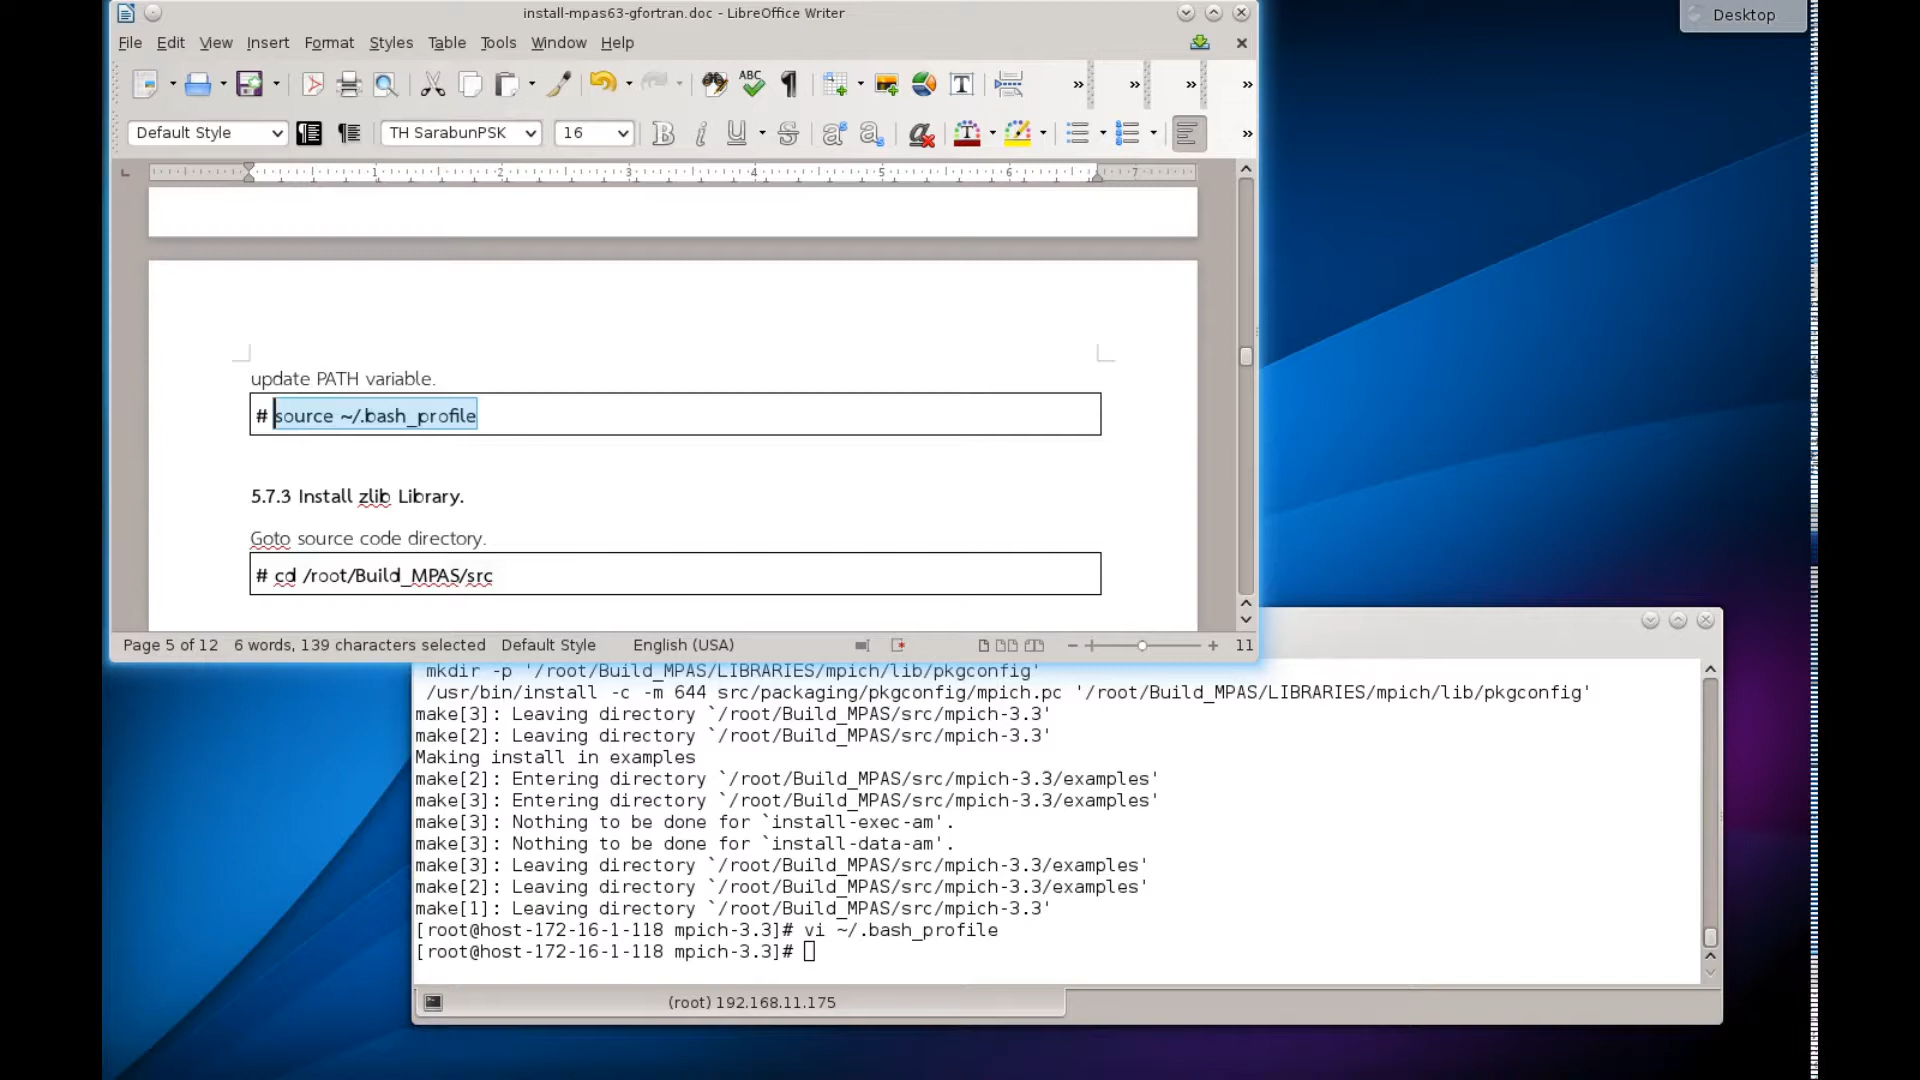 install-mpas63-gfortran.doc - LibreOffice Writer
Desktop
File Edit View Insert Format Styles Table Tools Window Help
ABC
Default Style TH SarabunPSK 16
1 2 3 4 5 6 7
update PATH variable.
# source ~/.bash_profile
5.7.3 Install zlib Library.
Goto source code directory.
# cd /root/Build_MPAS/src
Page 5 of 12 6 words, 139 characters selected Default Style English (USA) 11
mkdir -p '/root/Build_MPAS/LIBRARIES/mpich/lib/pkgconfig'
/usr/bin/install -c -m 644 src/packaging/pkgconfig/mpich.pc '/root/Build_MPAS/LIBRARIES/mpich/lib/pkgconfig'
make[3]: Leaving directory `/root/Build_MPAS/src/mpich-3.3'
make[2]: Leaving directory `/root/Build_MPAS/src/mpich-3.3'
Making install in examples
make[2]: Entering directory `/root/Build_MPAS/src/mpich-3.3/examples'
make[3]: Entering directory `/root/Build_MPAS/src/mpich-3.3/examples'
make[3]: Nothing to be done for `install-exec-am'.
make[3]: Nothing to be done for `install-data-am'.
make[3]: Leaving directory `/root/Build_MPAS/src/mpich-3.3/examples'
make[2]: Leaving directory `/root/Build_MPAS/src/mpich-3.3/examples'
make[1]: Leaving directory `/root/Build_MPAS/src/mpich-3.3'
[root@host-172-16-1-118 mpich-3.3]# vi ~/.bash_profile
[root@host-172-16-1-118 mpich-3.3]#
(root) 192.168.11.175